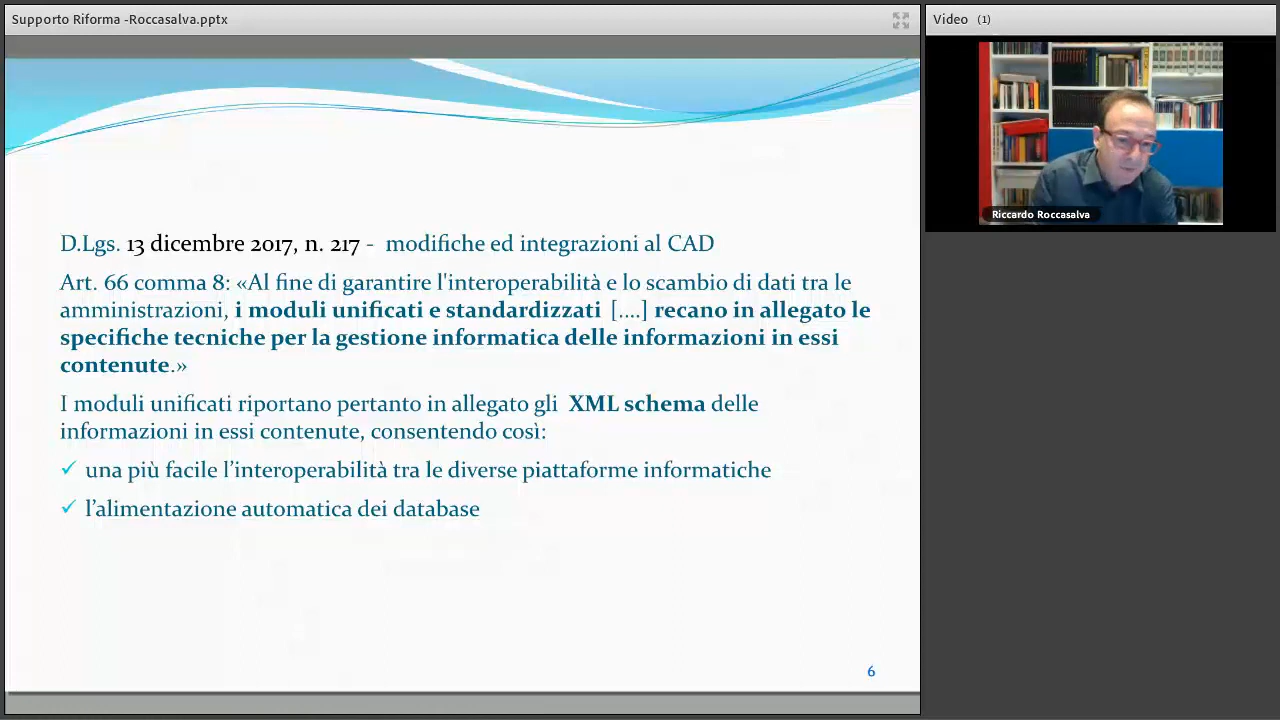 Supporto Riforma -Roccasalva.pptx
Video (1)
Riccardo Roccasalva
D.Lgs. 13 dicembre 2017, n. 217 - modifiche ed integrazioni al CAD
Art. 66 comma 8: «Al fine di garantire l'interoperabilità e lo scambio di dati tra le
amministrazioni, i moduli unificati e standardizzati [....] recano in allegato le
specifiche tecniche per la gestione informatica delle informazioni in essi
contenute.»
I moduli unificati riportano pertanto in allegato gli XML schema delle
informazioni in essi contenute, consentendo così:
✓ una più facile l’interoperabilità tra le diverse piattaforme informatiche
✓ l’alimentazione automatica dei database
6